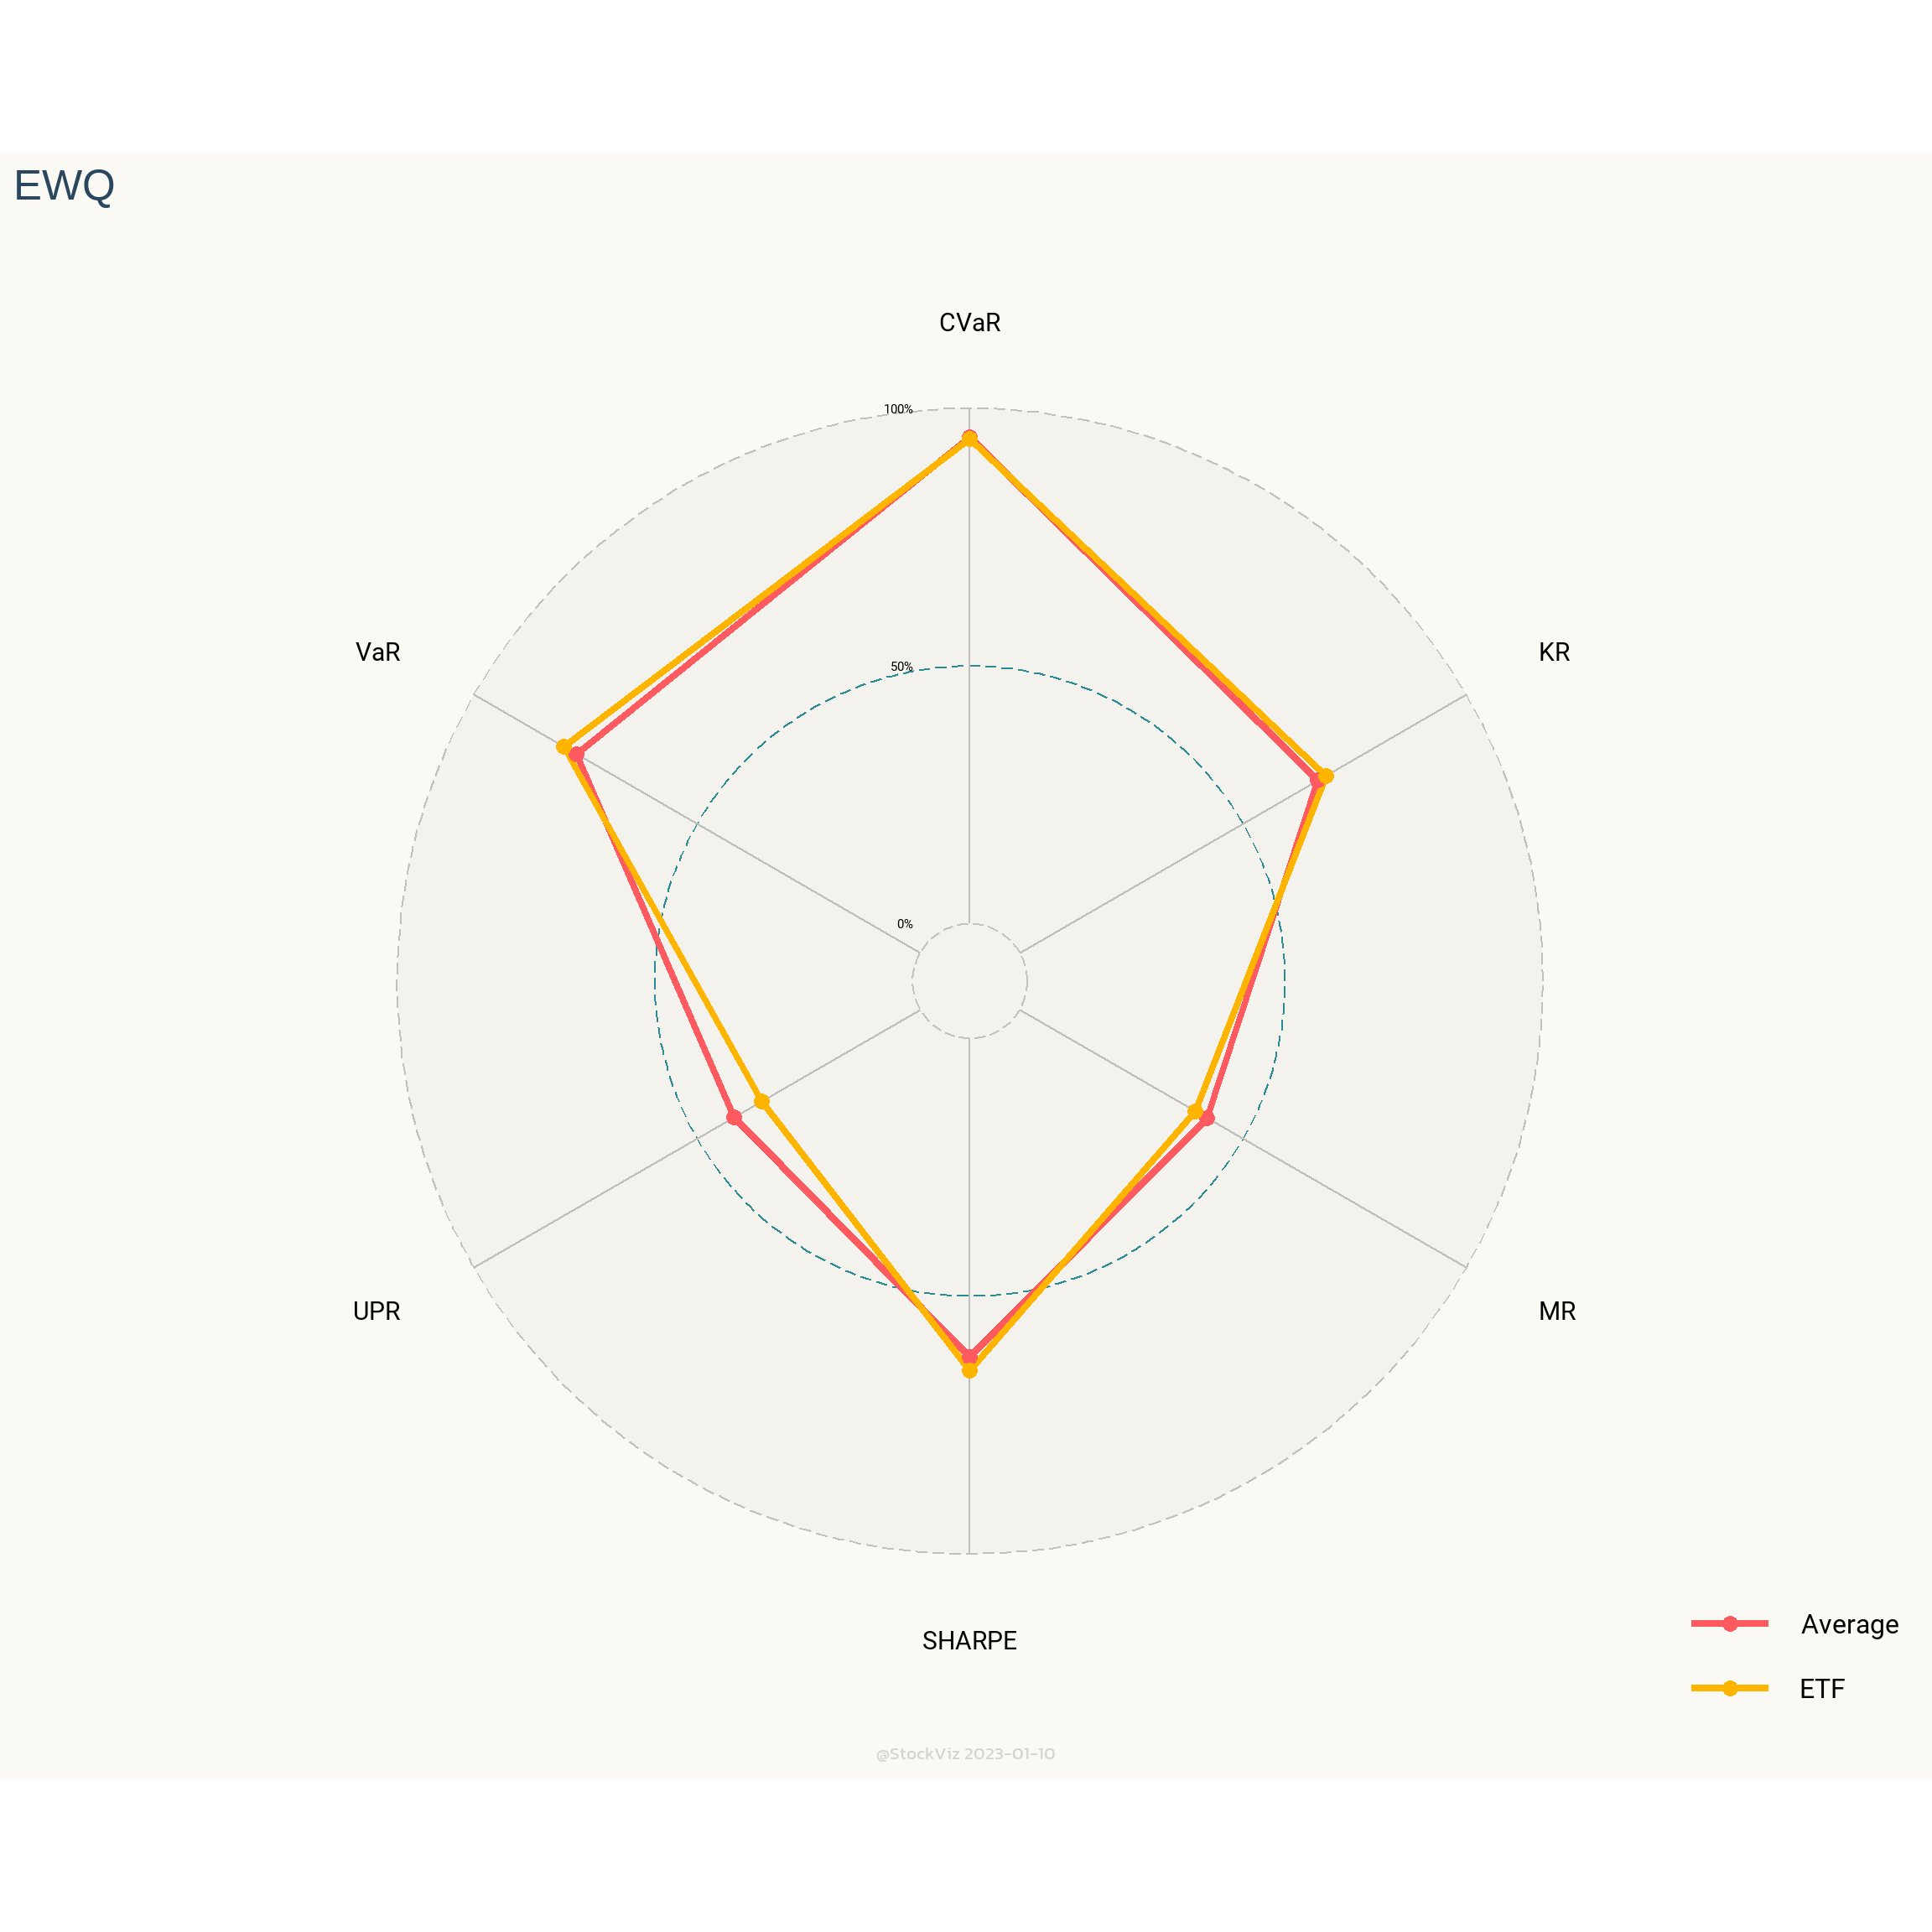 EWQ
CVaR
100%
KR
VaR
50%
0%
UPR
MR
SHARPE
Average
ETF
@StockViz 2023-01-10